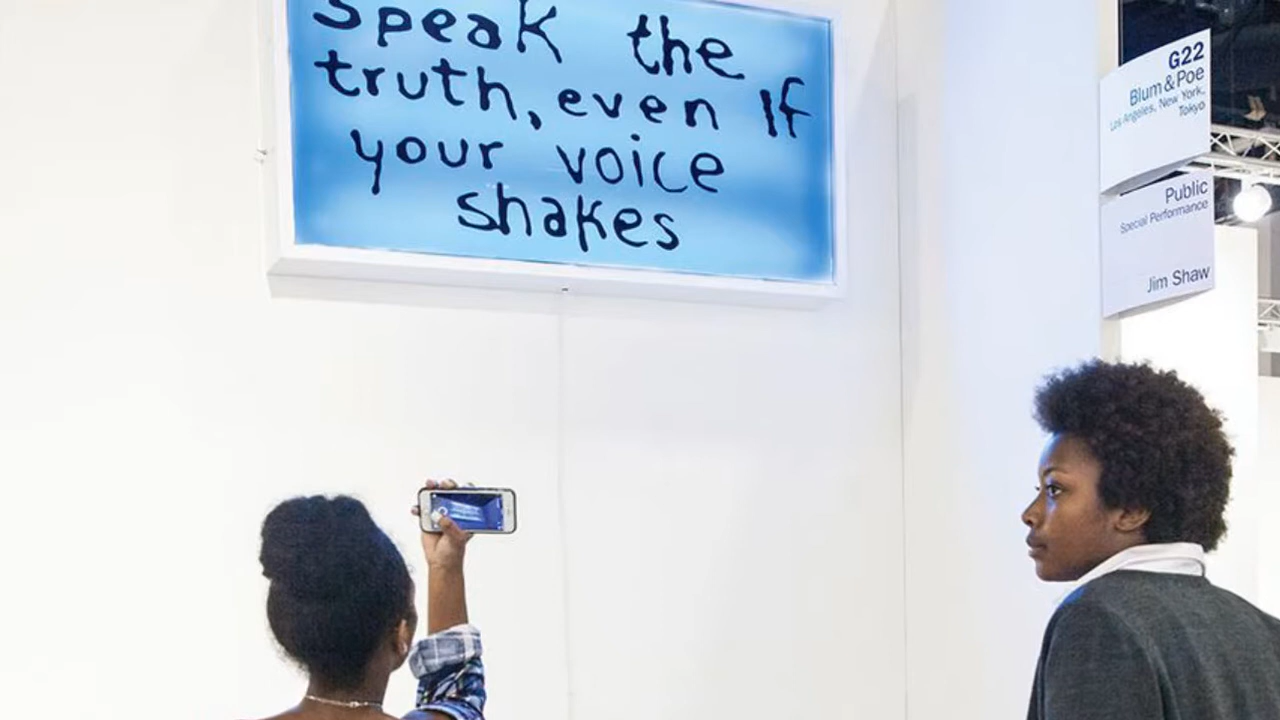 speak the
truth, even If
your voice
shakes
G22
Blum & Poe
Los Angeles, New York,
Tokyo
Public
Special Performance
Jim Shaw